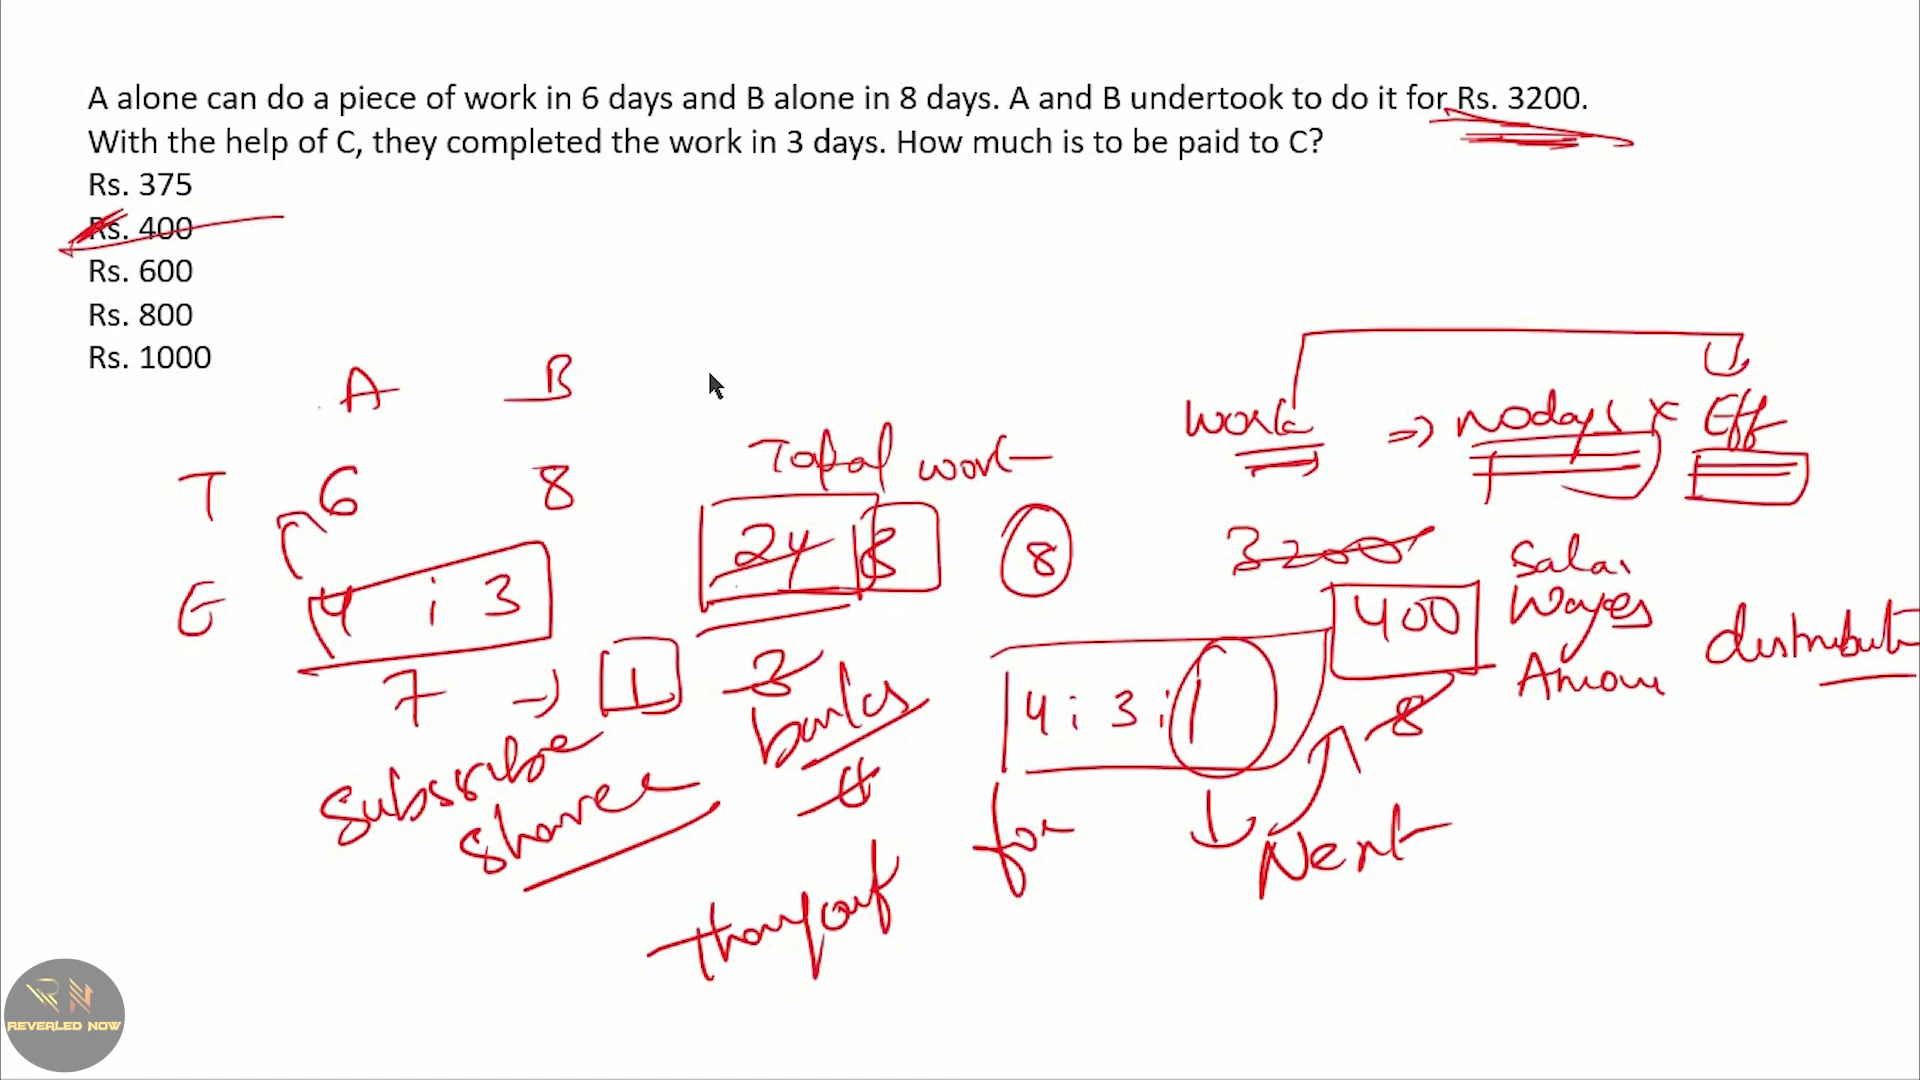 A alone can do a piece of work in 6 days and B alone in 8 days. A and B undertook to do it for Rs. 3200.
With the help of C, they completed the work in 3 days. How much is to be paid to C?
Rs. 375
Rs. 400
Rs. 600
Rs. 800
Rs. 1000
A B
Total work
T 6 8
24 8 8
E 4 : 3
7 → 1 3
work ⇒ no days × Eff
3200
400
8
4 : 3 : 1
Wages
Subscribe
for
Next
REVERLED NOW